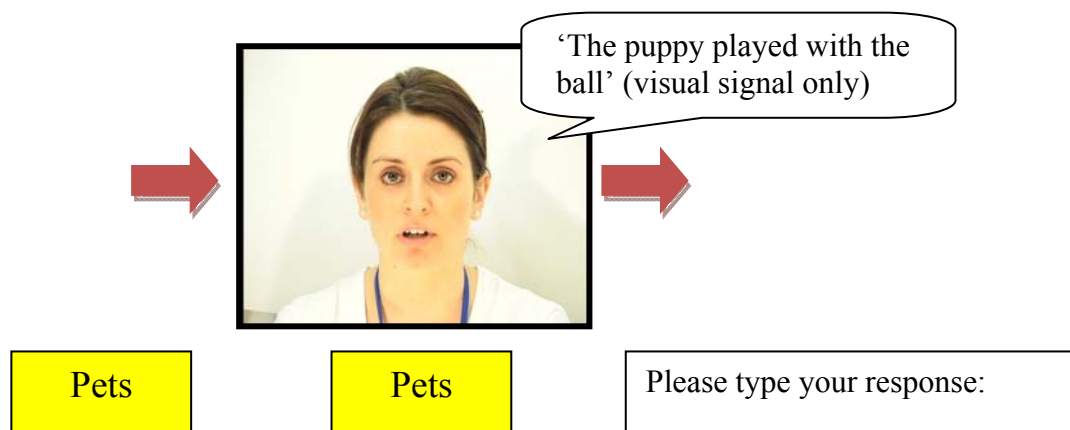 ‘The puppy played with the
ball’ (visual signal only)
Pets
Pets
Please type your response: